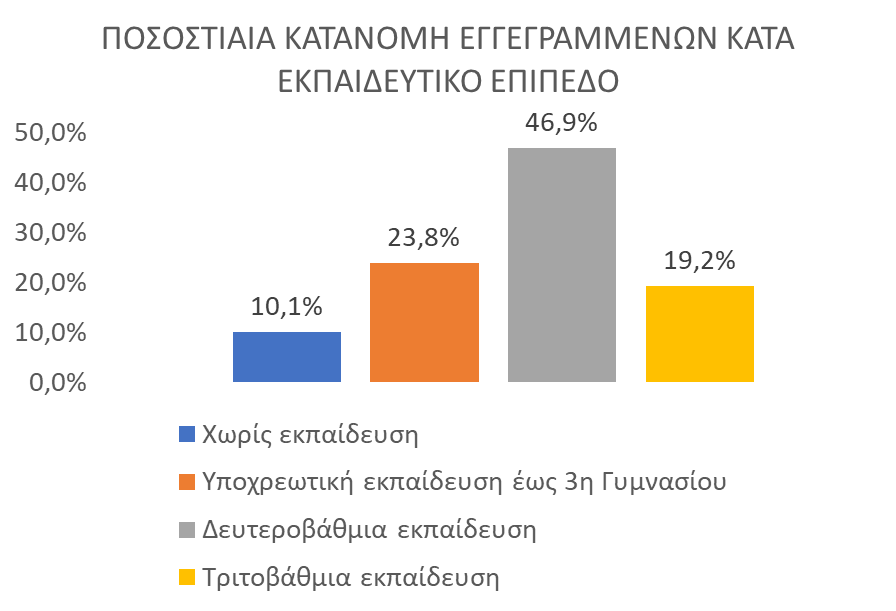 ΠΟΣΟΣΤΙΑΙΑ ΚΑΤΑΝΟΜΗ ΕΓΓΕΓΡΑΜΜΕΝΩΝ ΚΑΤΑ
ΕΚΠΑΙΔΕΥΤΙΚΟ ΕΠΙΠΕΔΟ
50,0%
40,0%
30,0%
20,0%
10,0%
0,0%
10,1%
23,8%
46,9%
19,2%
Χωρίς εκπαίδευση
Υποχρεωτική εκπαίδευση έως 3η Γυμνασίου
Δευτεροβάθμια εκπαίδευση
Τριτοβάθμια εκπαίδευση